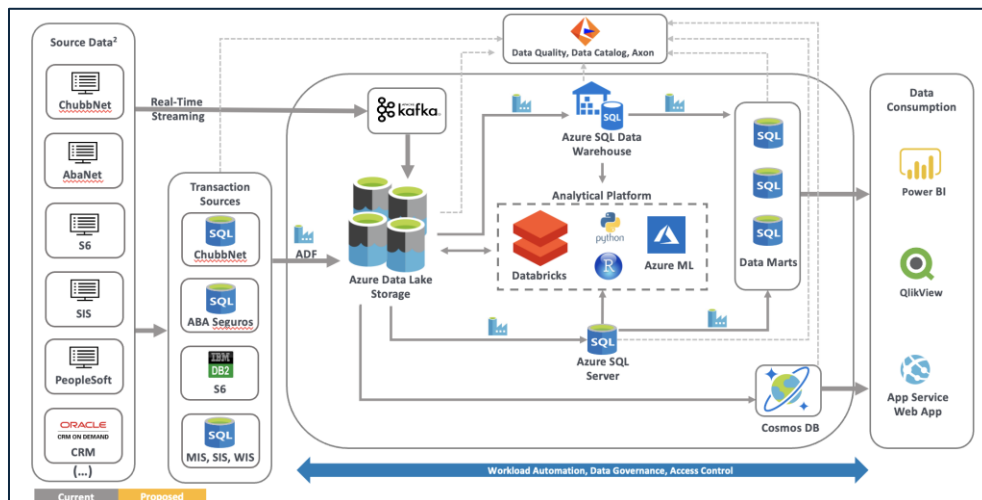 Source Data2
ChubbNet
AbaNet
S6
SIS
PeopleSoft
ORACLE
CRM ON DEMAND
CRM
(...)
Real-Time
Streaming
Transaction
Sources
SQL
ChubbNet
SQL
ABA Seguros
IBM
DB2
S6
SQL
MIS, SIS, WIS
ADF
kafka
Azure Data Lake
Storage
Data Quality, Data Catalog, Axon
SQL
Azure SQL Data
Warehouse
Analytical Platform
Databricks
python
R
Azure ML
SQL
Azure SQL
Server
SQL
SQL
SQL
Data Marts
Cosmos DB
Data
Consumption
Power BI
QlikView
App Service
Web App
Workload Automation, Data Governance, Access Control
Current
Proposed